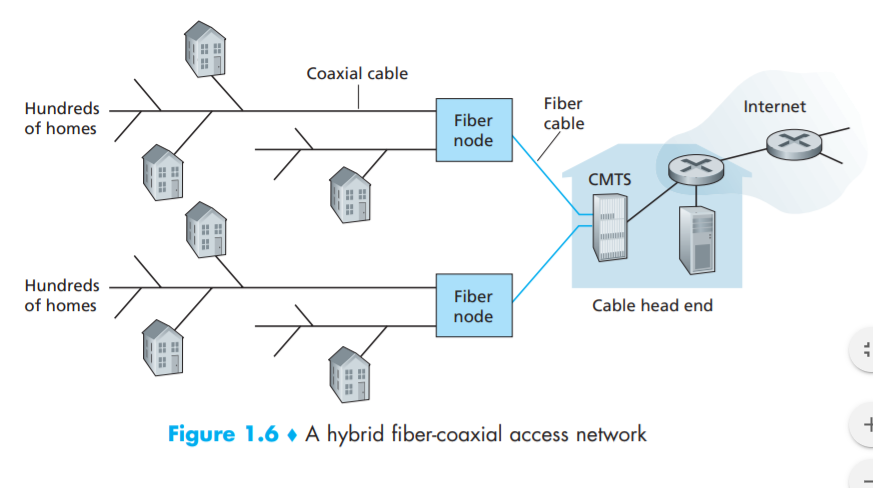 Coaxial cable
Hundreds
of homes
Fiber
node
Fiber
cable
Internet
CMTS
Hundreds
of homes
Fiber
node
Cable head end
Figure 1.6 ♦ A hybrid fiber-coaxial access network